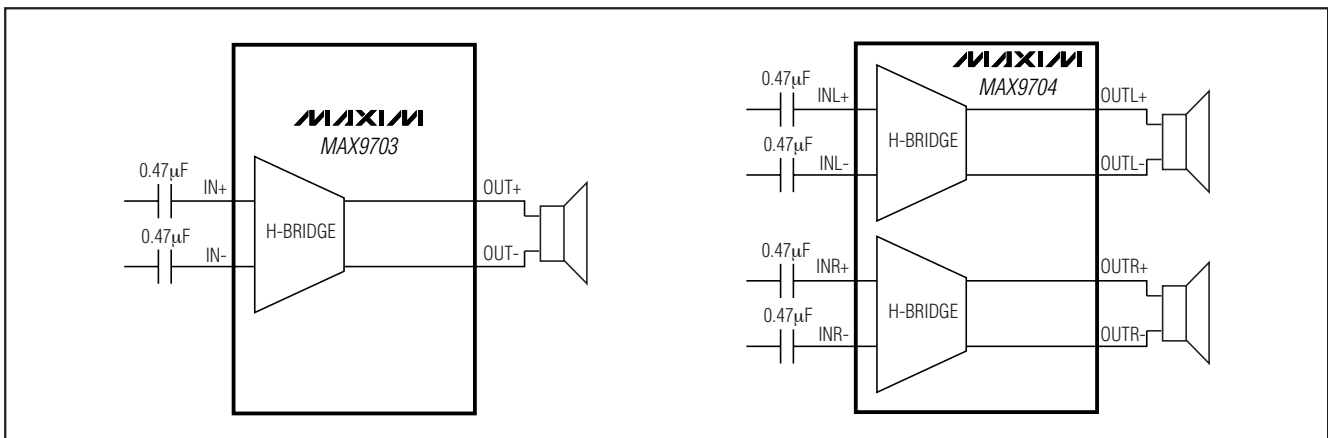 MAXIM
MAX9703
0.47µF
IN+
0.47µF
IN-
H-BRIDGE
OUT+
OUT-
MAXIM
MAX9704
0.47µF
INL+
0.47µF
INL-
H-BRIDGE
OUTL+
OUTL-
0.47µF
INR+
0.47µF
INR-
H-BRIDGE
OUTR+
OUTR-